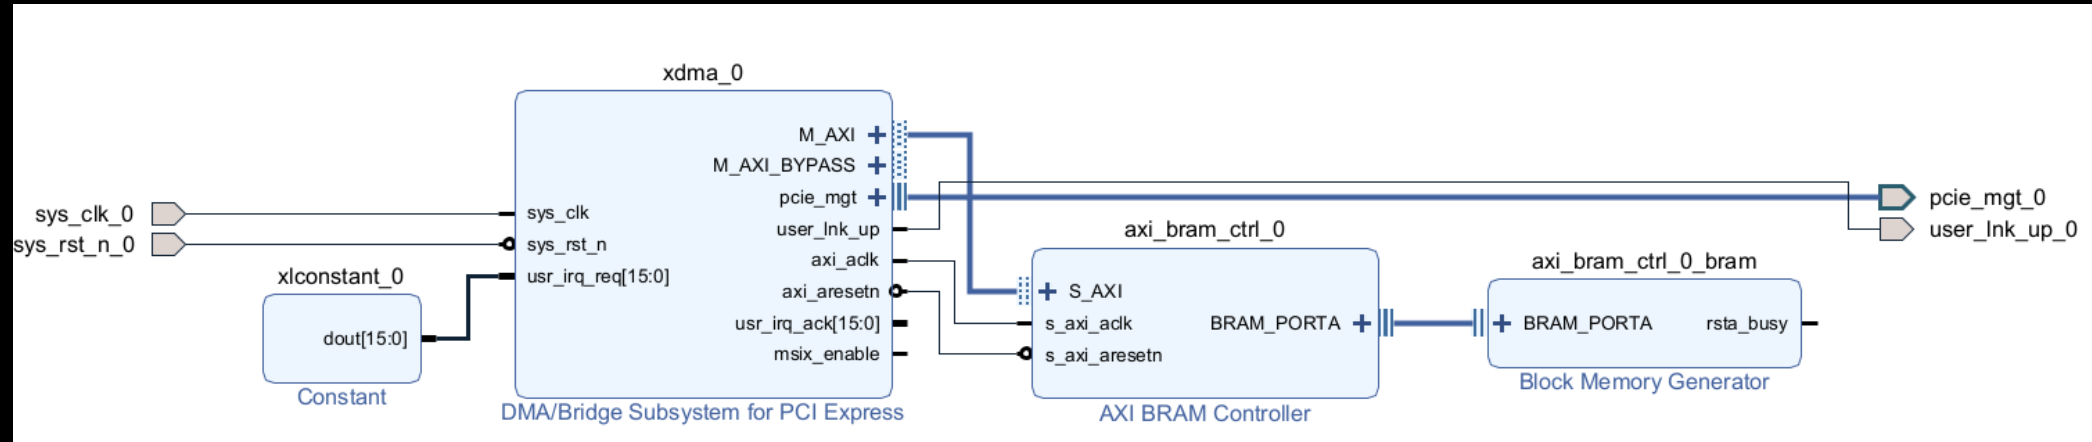 xdma_0
M_AXI
M_AXI_BYPASS
pcie_mgt
user_lnk_up
axi_aclk
axi_aresetn
usr_irq_ack[15:0]
msix_enable
sys_clk
sys_rst_n
usr_irq_req[15:0]
DMA/Bridge Subsystem for PCI Express
sys_clk_0
sys_rst_n_0
xlconstant_0
dout[15:0]
Constant
axi_bram_ctrl_0
S_AXI
s_axi_aclk
s_axi_aresetn
BRAM_PORTA
AXI BRAM Controller
axi_bram_ctrl_0_bram
BRAM_PORTA
rsta_busy
Block Memory Generator
pcie_mgt_0
user_lnk_up_0